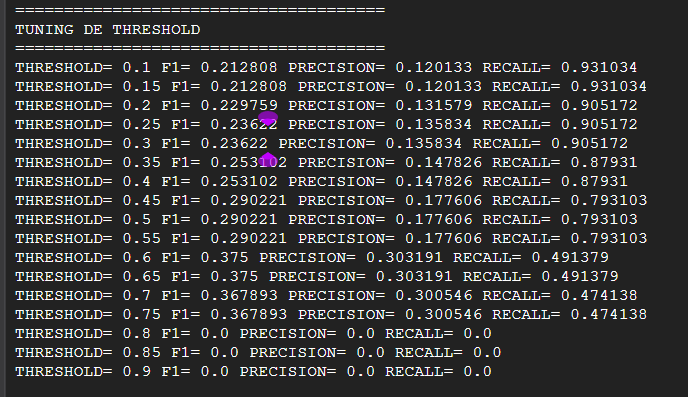 ======================================
TUNING DE THRESHOLD
======================================
THRESHOLD= 0.1 F1= 0.212808 PRECISION= 0.120133 RECALL= 0.931034
THRESHOLD= 0.15 F1= 0.212808 PRECISION= 0.120133 RECALL= 0.931034
THRESHOLD= 0.2 F1= 0.229759 PRECISION= 0.131579 RECALL= 0.905172
THRESHOLD= 0.25 F1= 0.23622 PRECISION= 0.135834 RECALL= 0.905172
THRESHOLD= 0.3 F1= 0.23622 PRECISION= 0.135834 RECALL= 0.905172
THRESHOLD= 0.35 F1= 0.253102 PRECISION= 0.147826 RECALL= 0.87931
THRESHOLD= 0.4 F1= 0.253102 PRECISION= 0.147826 RECALL= 0.87931
THRESHOLD= 0.45 F1= 0.290221 PRECISION= 0.177606 RECALL= 0.793103
THRESHOLD= 0.5 F1= 0.290221 PRECISION= 0.177606 RECALL= 0.793103
THRESHOLD= 0.55 F1= 0.290221 PRECISION= 0.177606 RECALL= 0.793103
THRESHOLD= 0.6 F1= 0.375 PRECISION= 0.303191 RECALL= 0.491379
THRESHOLD= 0.65 F1= 0.375 PRECISION= 0.303191 RECALL= 0.491379
THRESHOLD= 0.7 F1= 0.367893 PRECISION= 0.300546 RECALL= 0.474138
THRESHOLD= 0.75 F1= 0.367893 PRECISION= 0.300546 RECALL= 0.474138
THRESHOLD= 0.8 F1= 0.0 PRECISION= 0.0 RECALL= 0.0
THRESHOLD= 0.85 F1= 0.0 PRECISION= 0.0 RECALL= 0.0
THRESHOLD= 0.9 F1= 0.0 PRECISION= 0.0 RECALL= 0.0